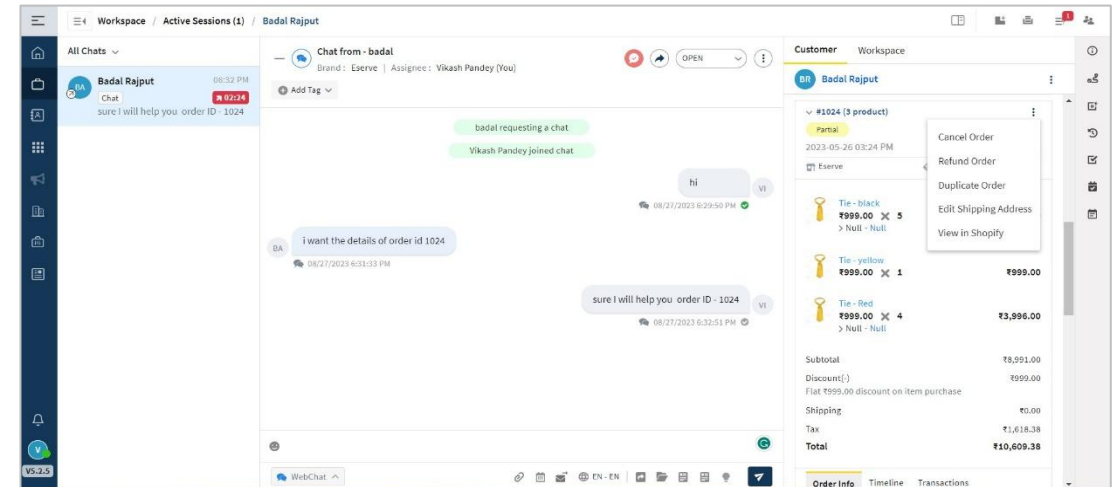 Workspace / Active Sessions (1) / Badal Rajput
1
All Chats
BA
Badal Rajput 06:32 PM
Chat 02:24
sure I will help you order ID - 1024
Chat from - badal
Brand : Eserve | Assignee : Vikash Pandey (You)
OPEN
Add Tag
badal requesting a chat
Vikash Pandey joined chat
hi
VI
08/27/2023 6:29:50 PM
i want the details of order id 1024
BA
08/27/2023 6:31:33 PM
sure I will help you order ID - 1024
VI
08/27/2023 6:32:51 PM
WebChat
EN - EN
V
V5.2.5
Customer Workspace
BR Badal Rajput
#1024 (3 product)
Partial
2023-05-26 03:24 PM
Eserve
Cancel Order
Refund Order
Duplicate Order
Edit Shipping Address
View in Shopify
Tie - black
₹999.00 ✕ 5
> Null - Null
Tie - yellow
₹999.00 ✕ 1 ₹999.00
Tie - Red
₹999.00 ✕ 4 ₹3,996.00
> Null - Null
Subtotal ₹8,991.00
Discount(-) ₹999.00
Flat ₹999.00 discount on item purchase
Shipping ₹0.00
Tax ₹1,618.38
Total ₹10,609.38
Order Info Timeline Transactions